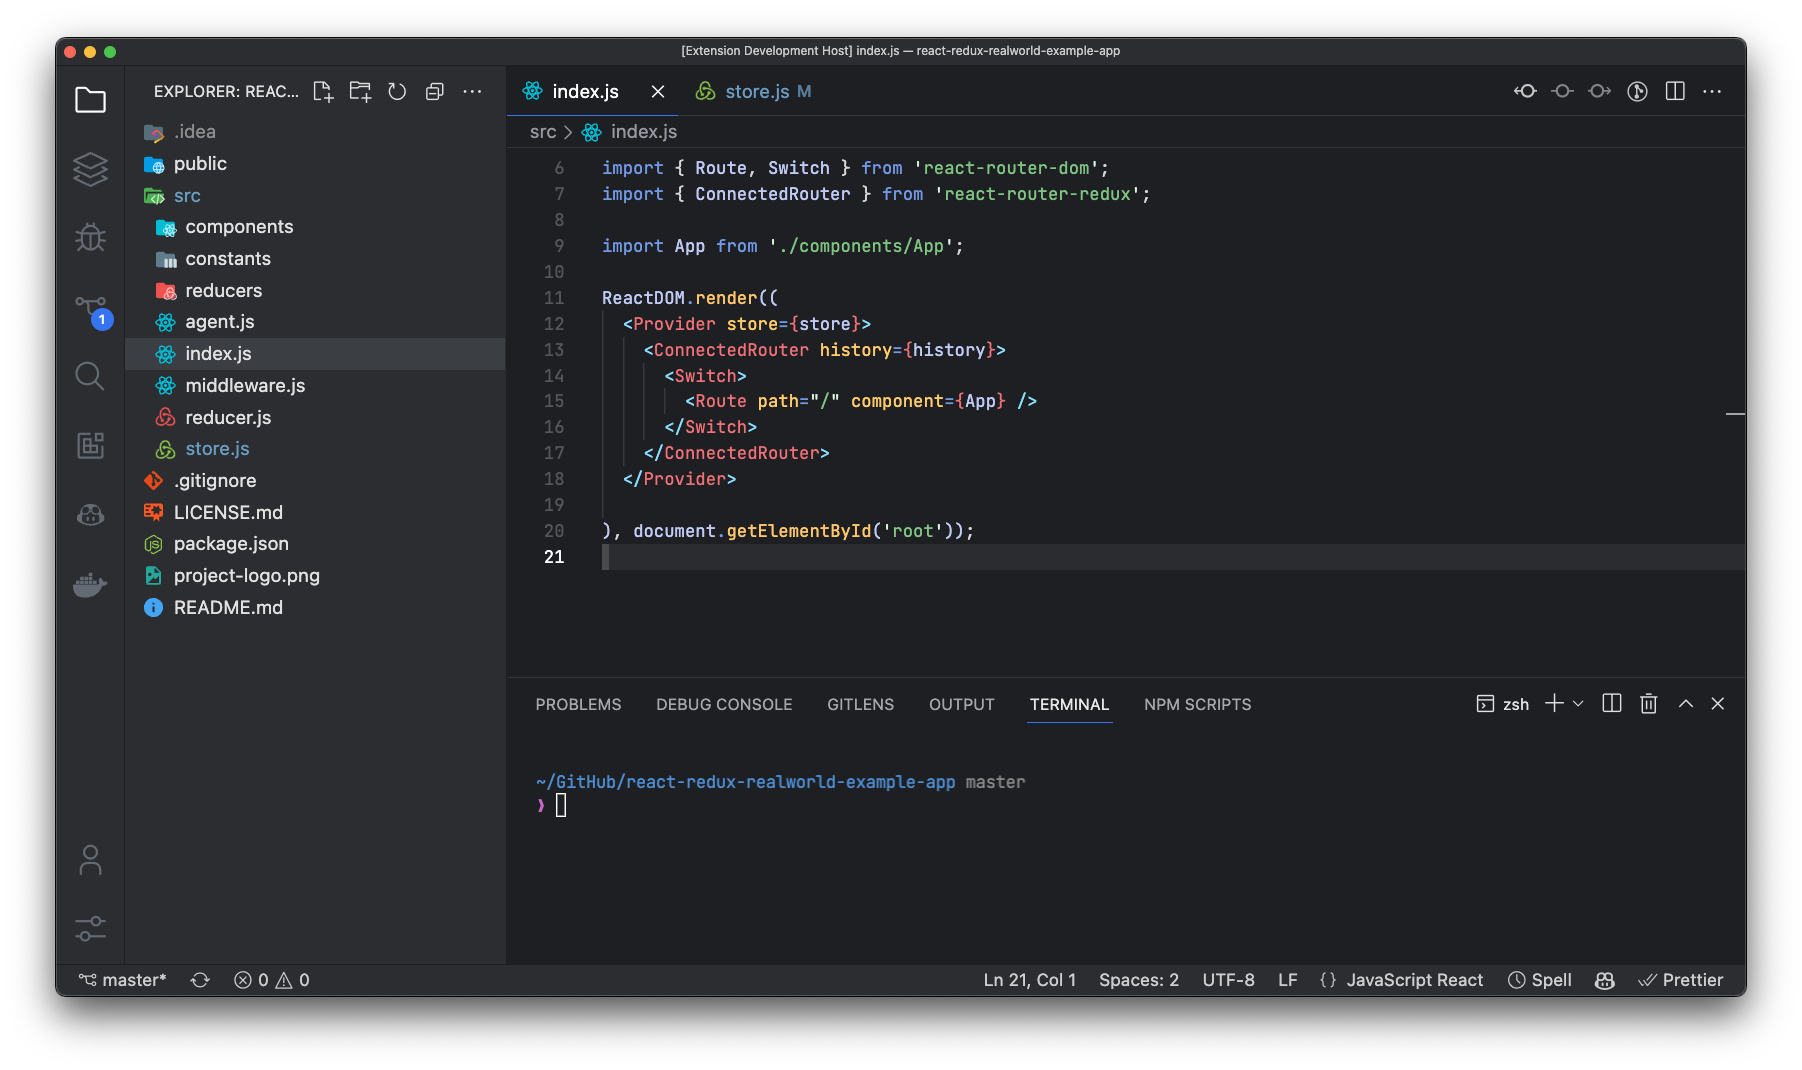 [Extension Development Host] index.js — react-redux-realworld-example-app
EXPLORER: REAC...
.idea
public
src
components
constants
reducers
agent.js
index.js
middleware.js
reducer.js
store.js
.gitignore
LICENSE.md
package.json
project-logo.png
README.md
1
index.js
store.js M
src > index.js
6 import { Route, Switch } from 'react-router-dom';
7 import { ConnectedRouter } from 'react-router-redux';
8
9 import App from './components/App';
10
11 ReactDOM.render((
12 <Provider store={store}>
13 <ConnectedRouter history={history}>
14 <Switch>
15 <Route path="/" component={App} />
16 </Switch>
17 </ConnectedRouter>
18 </Provider>
19
20 ), document.getElementById('root'));
21
PROBLEMS DEBUG CONSOLE GITLENS OUTPUT TERMINAL NPM SCRIPTS zsh
~/GitHub/react-redux-realworld-example-app master
❯
master* 0 0 Ln 21, Col 1 Spaces: 2 UTF-8 LF {} JavaScript React Spell Prettier